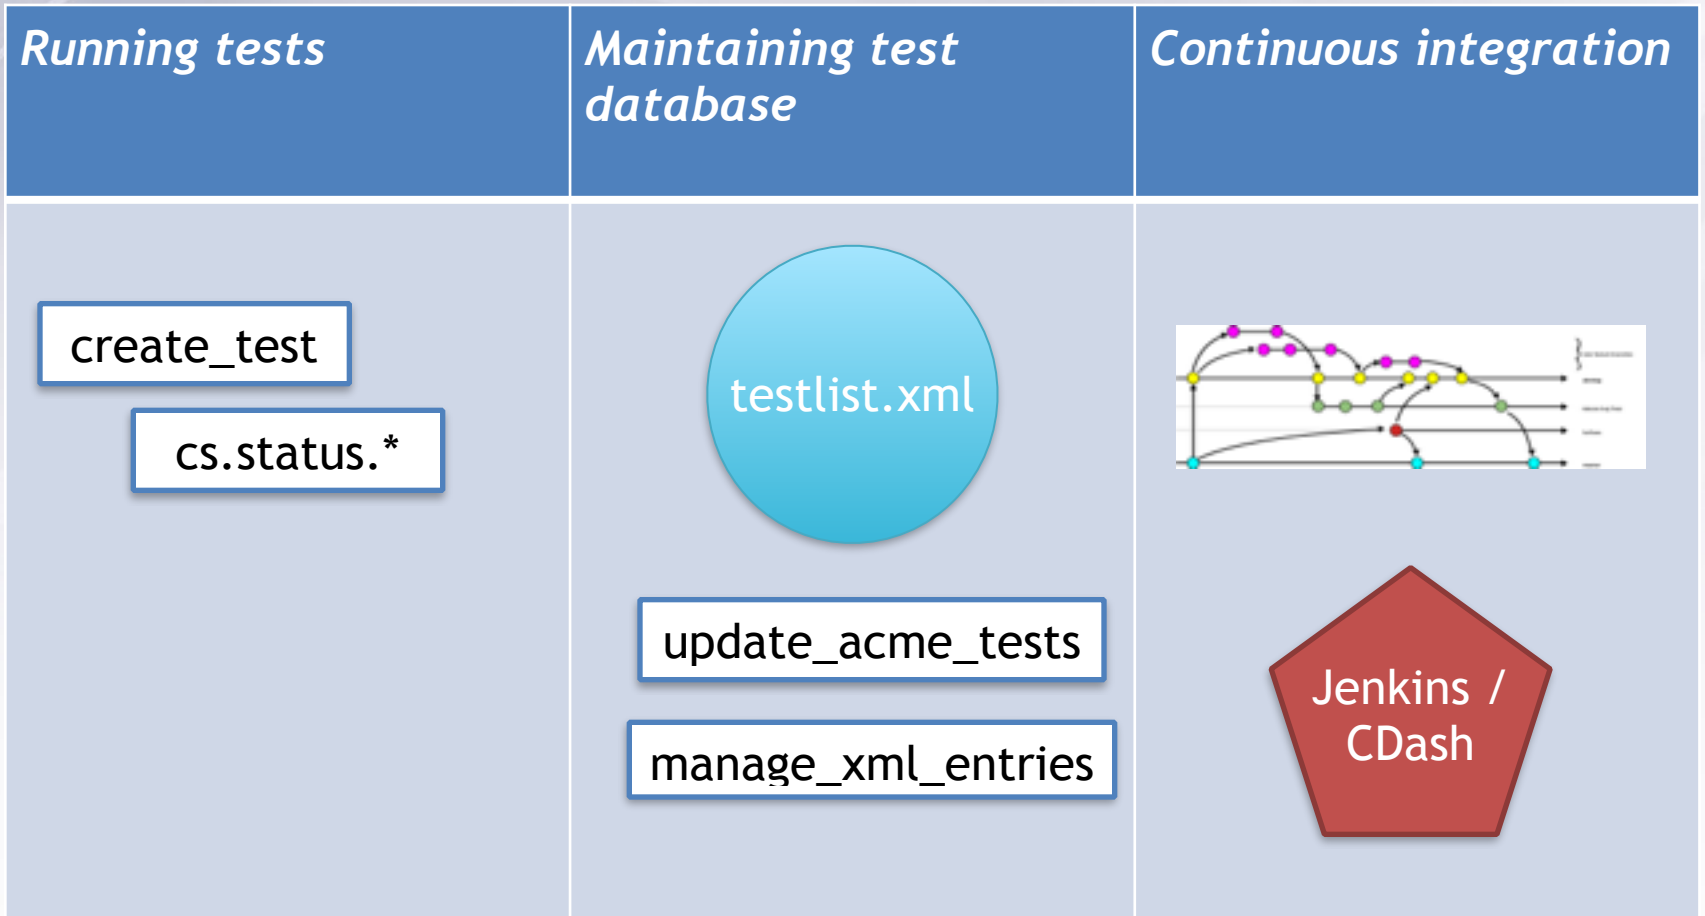 Running tests
Maintaining test
database
Continuous integration
create_test
cs.status.*
testlist.xml
update_acme_tests
manage_xml_entries
Jenkins /
CDash